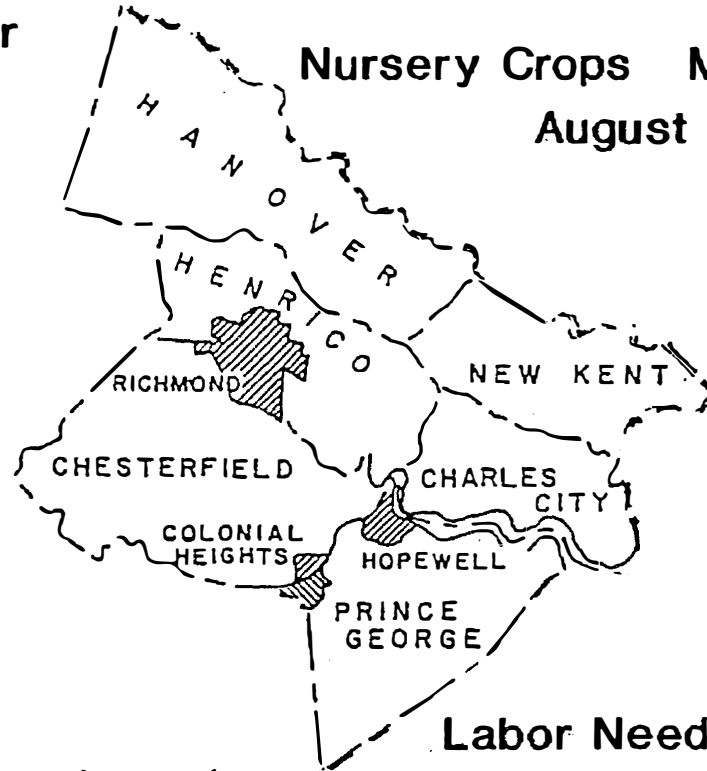 r
Nursery Crops M
August
HANOVER
HENRICO
RICHMOND
NEW KENT
CHESTERFIELD
CHARLES
CITY
COLONIAL
HEIGHTS
HOPEWELL
PRINCE
GEORGE
Labor Need